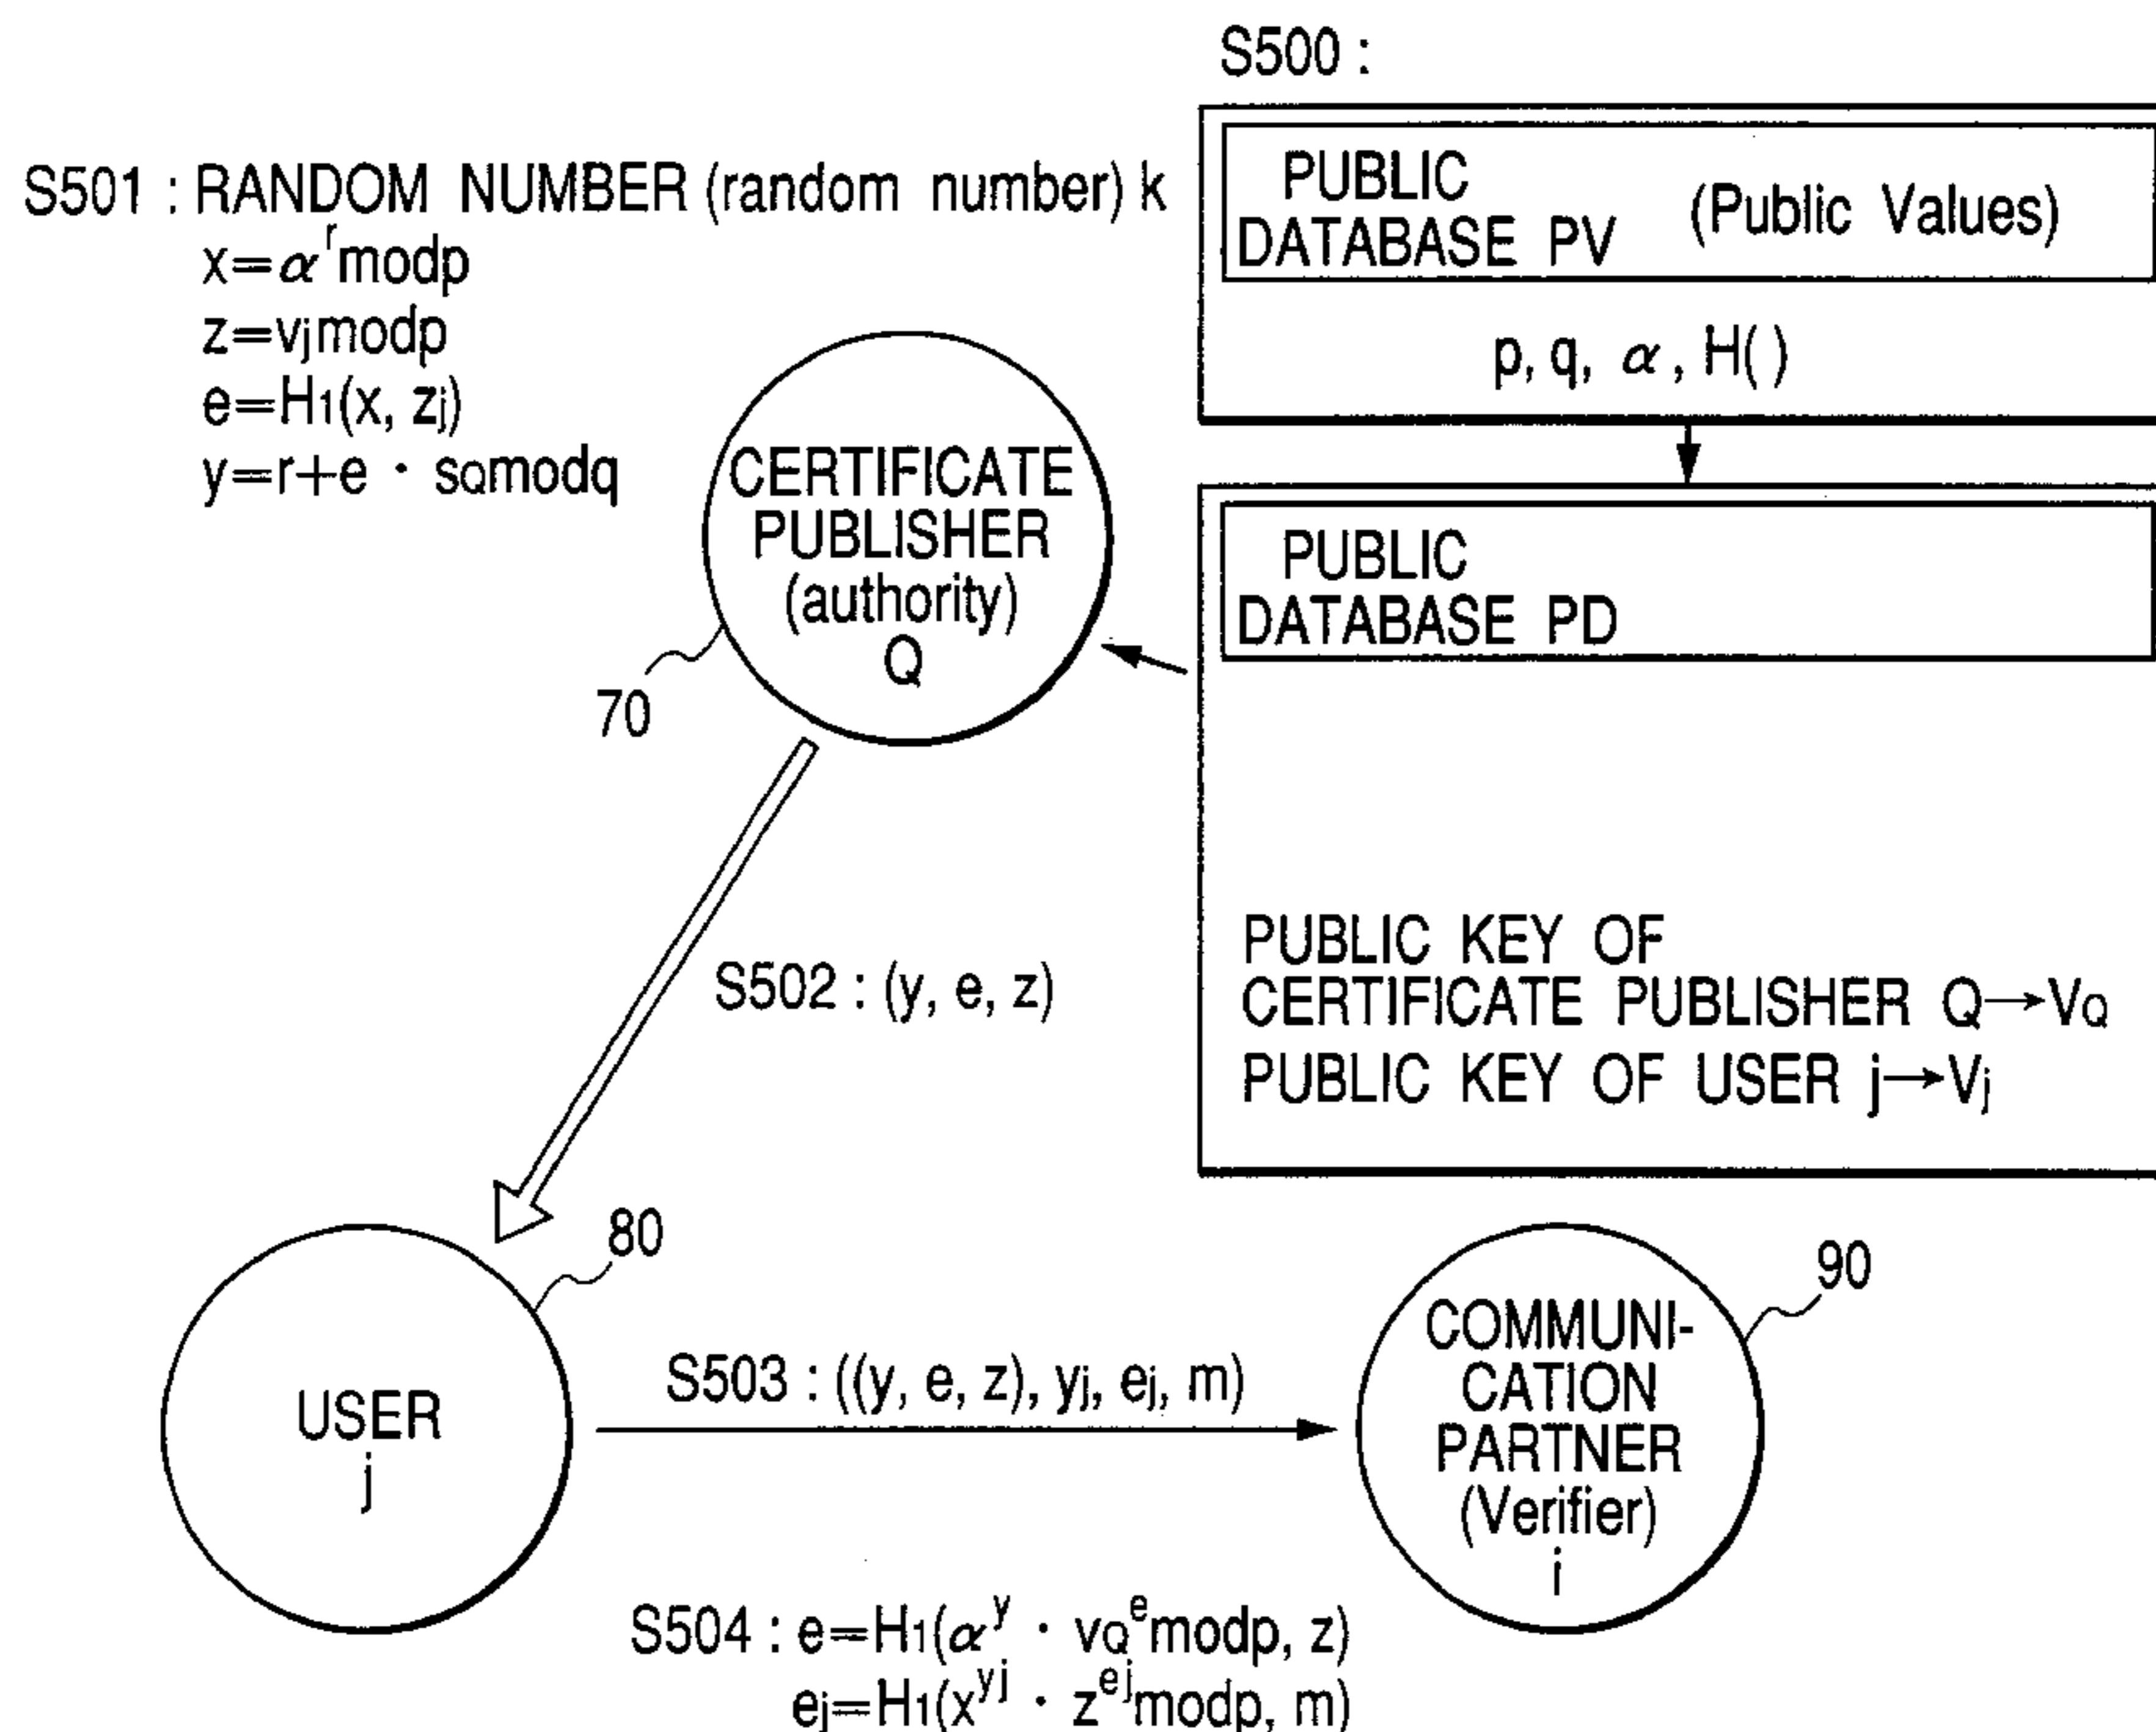 S500 :
PUBLIC
DATABASE PV (Public Values)
p, q, α, H( )
S501 : RANDOM NUMBER (random number) k
x=α^r modp
z=vj modp
e=H1(x, zj)
y=r+e・sQ modq
CERTIFICATE
PUBLISHER
(authority)
Q
70
PUBLIC
DATABASE PD
PUBLIC KEY OF
CERTIFICATE PUBLISHER Q→VQ
PUBLIC KEY OF USER j→Vj
S502 : (y, e, z)
80
USER
j
S503 : ((y, e, z), yj, ej, m)
90
COMMUNI-
CATION
PARTNER
(Verifier)
i
S504 : e=H1(α^y・vQ^e modp, z)
ej=H1(x^yj・z^ej modp, m)